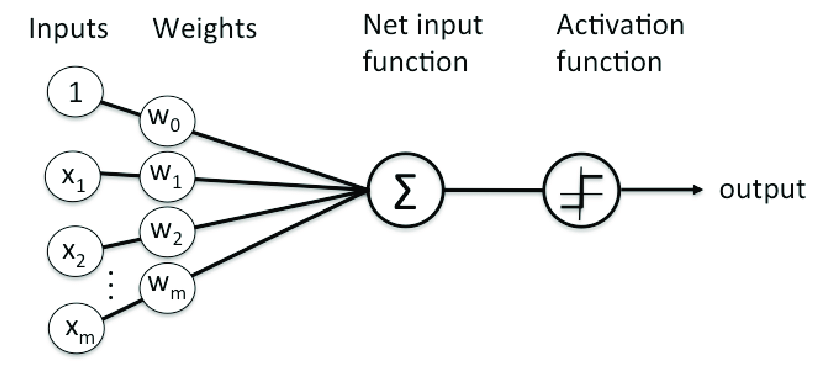 Inputs
Weights
Net input
function
Activation
function
1
w₀
x₁
w₁
x₂
w₂
⋮
xₘ
wₘ
Σ
output